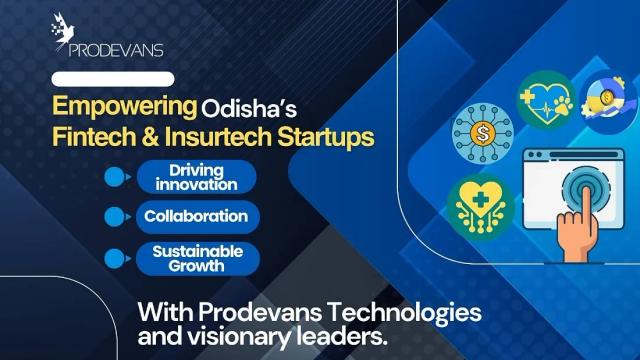 PRODEVANS
Empowering Odisha's
Fintech & Insurtech Startups
Driving
innovation
Collaboration
Sustainable
Growth
With Prodevans Technologies
and visionary leaders.